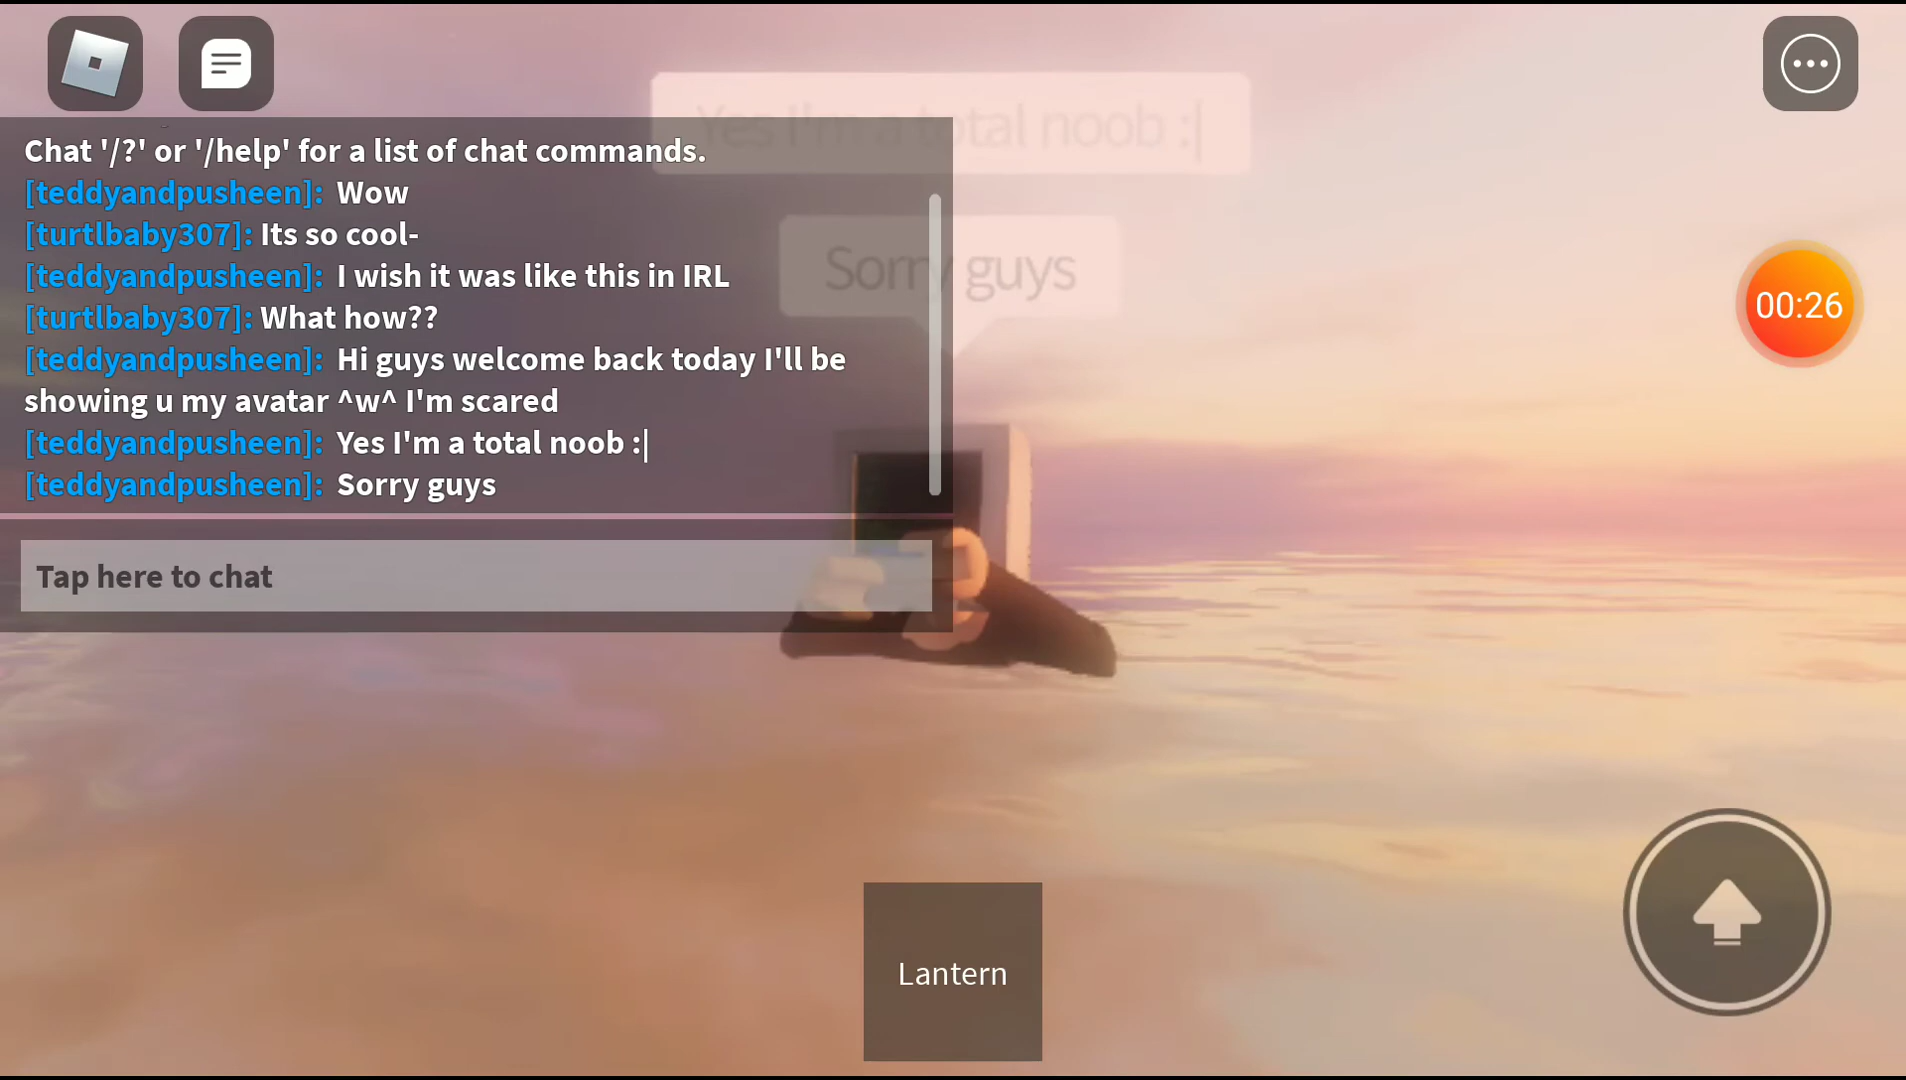 Yes I'm a total noob :|
Chat '/?' or '/help' for a list of chat commands.
[teddyandpusheen]: Wow
[turtlbaby307]: Its so cool-
[teddyandpusheen]: I wish it was like this in IRL
[turtlbaby307]: What how??
[teddyandpusheen]: Hi guys welcome back today I'll be
showing u my avatar ^w^ I'm scared
[teddyandpusheen]: Yes I'm a total noob :|
[teddyandpusheen]: Sorry guys
Sorry guys
00:26
Tap here to chat
Lantern